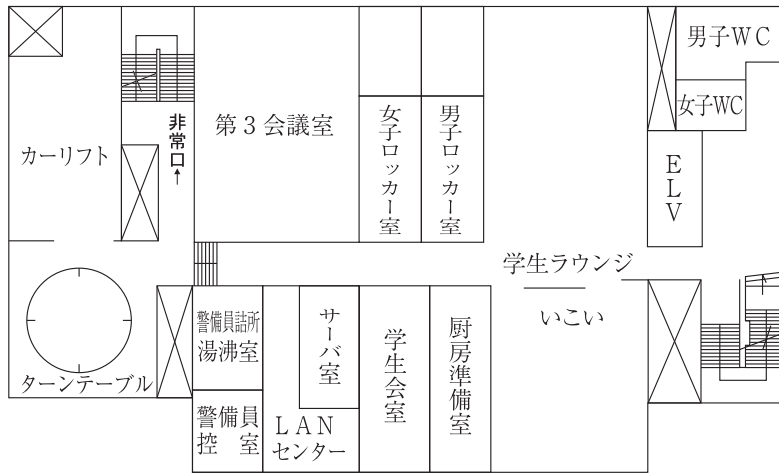 男子ＷＣ
女子WC
ＥＬＶ
非常口↑
第３会議室
女子ロッカー室
男子ロッカー室
カーリフト
学生ラウンジ
いこい
ターンテーブル
警備員詰所
湯沸室
警備員
控　室
サーバ室
ＬＡＮ
センター
学生会室
厨房準備室